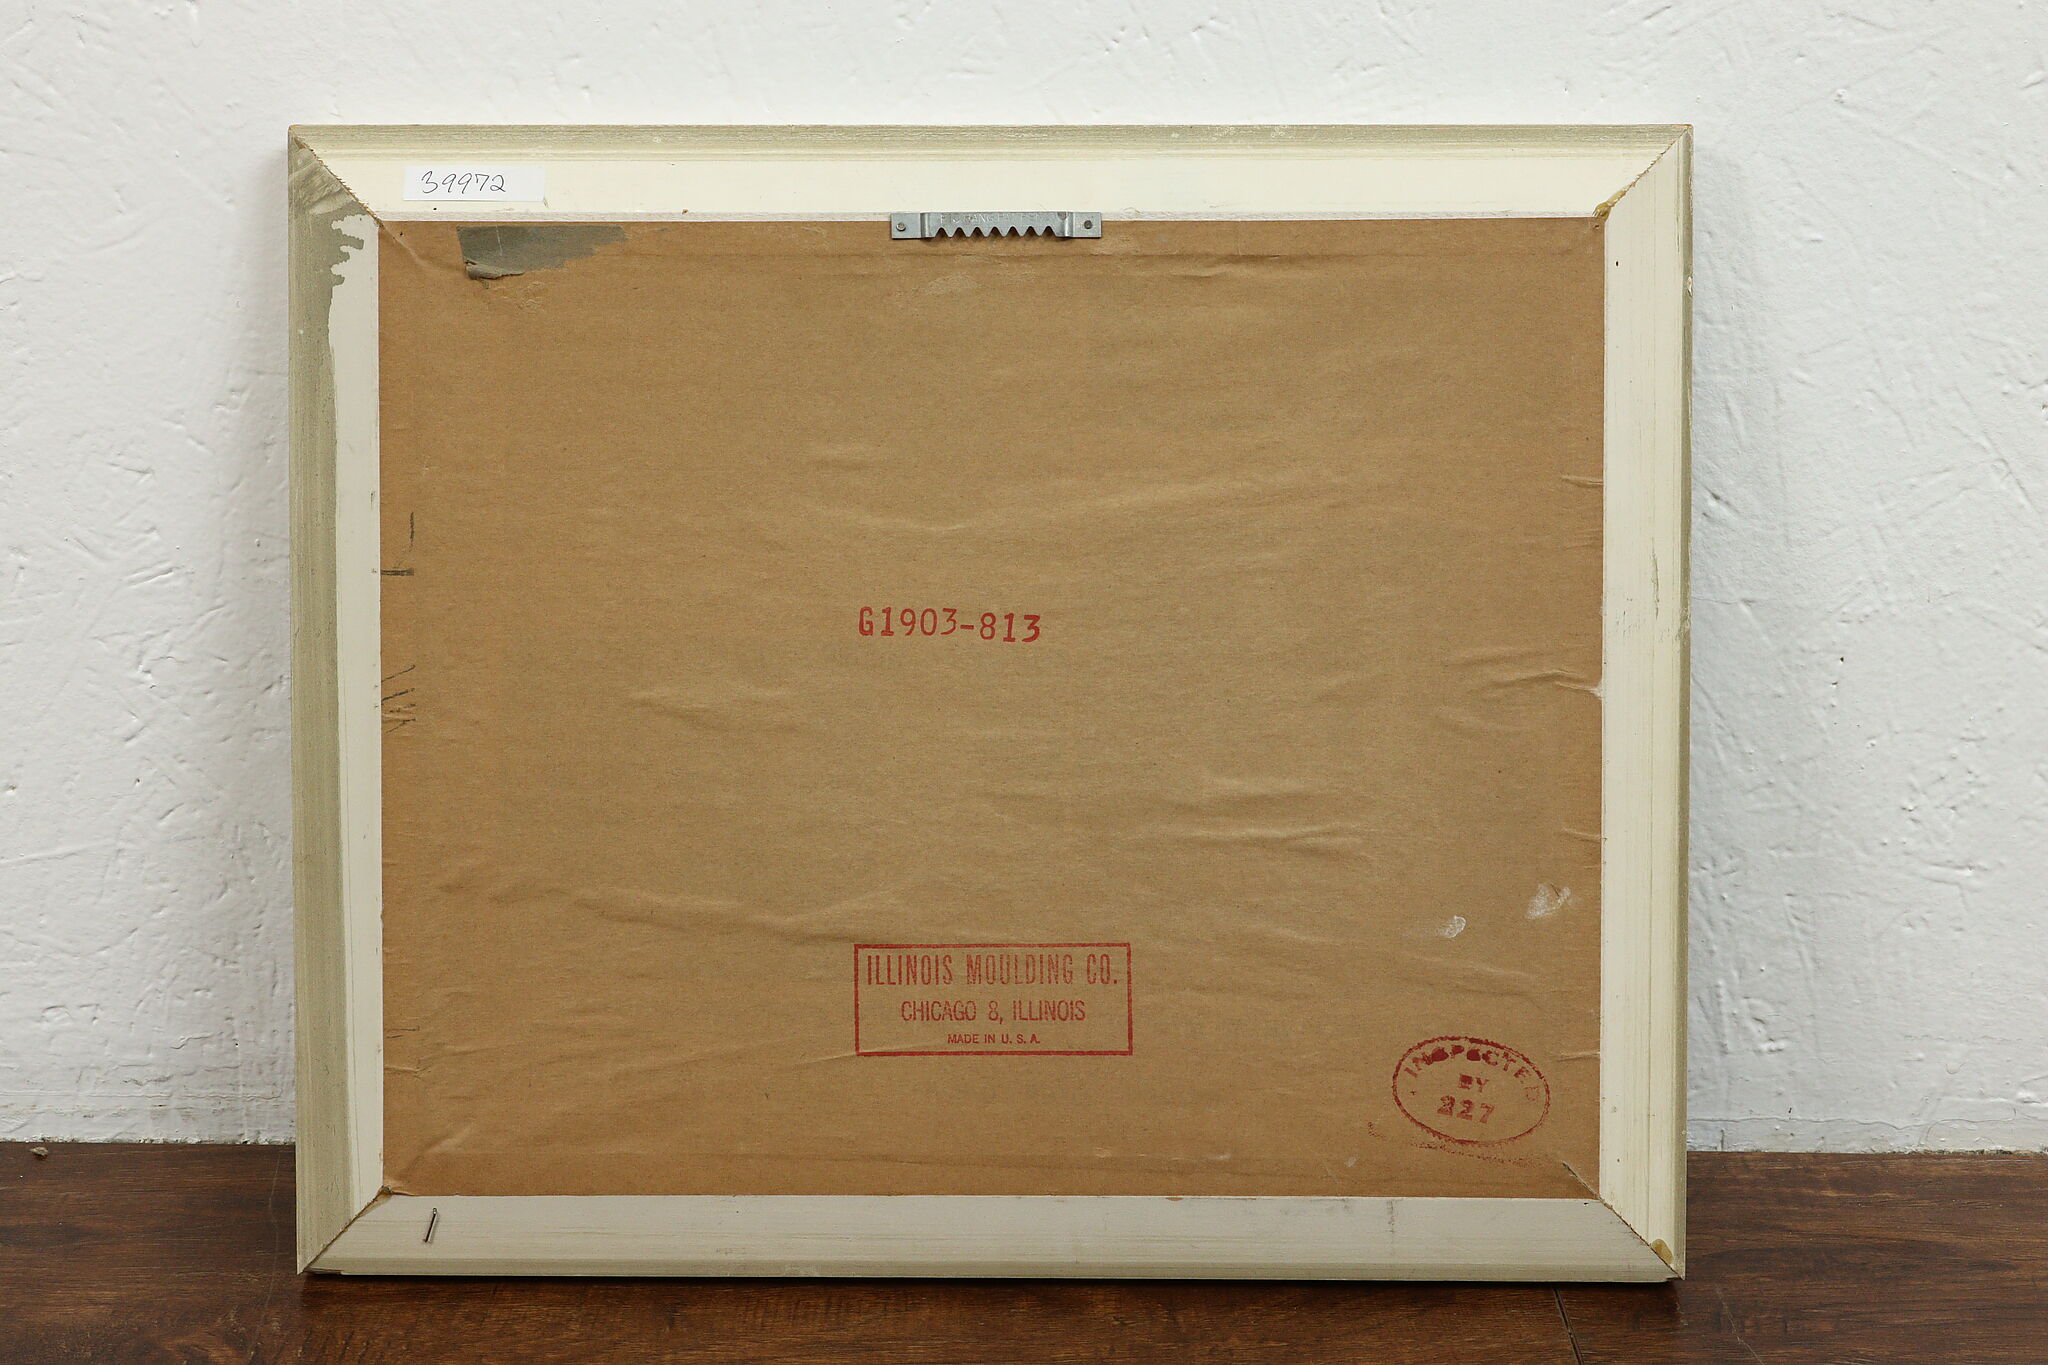 39972
G1903-813
ILLINOIS MOULDING CO.
CHICAGO 8, ILLINOIS
MADE IN U. S. A.
INSPECTED
BY
227